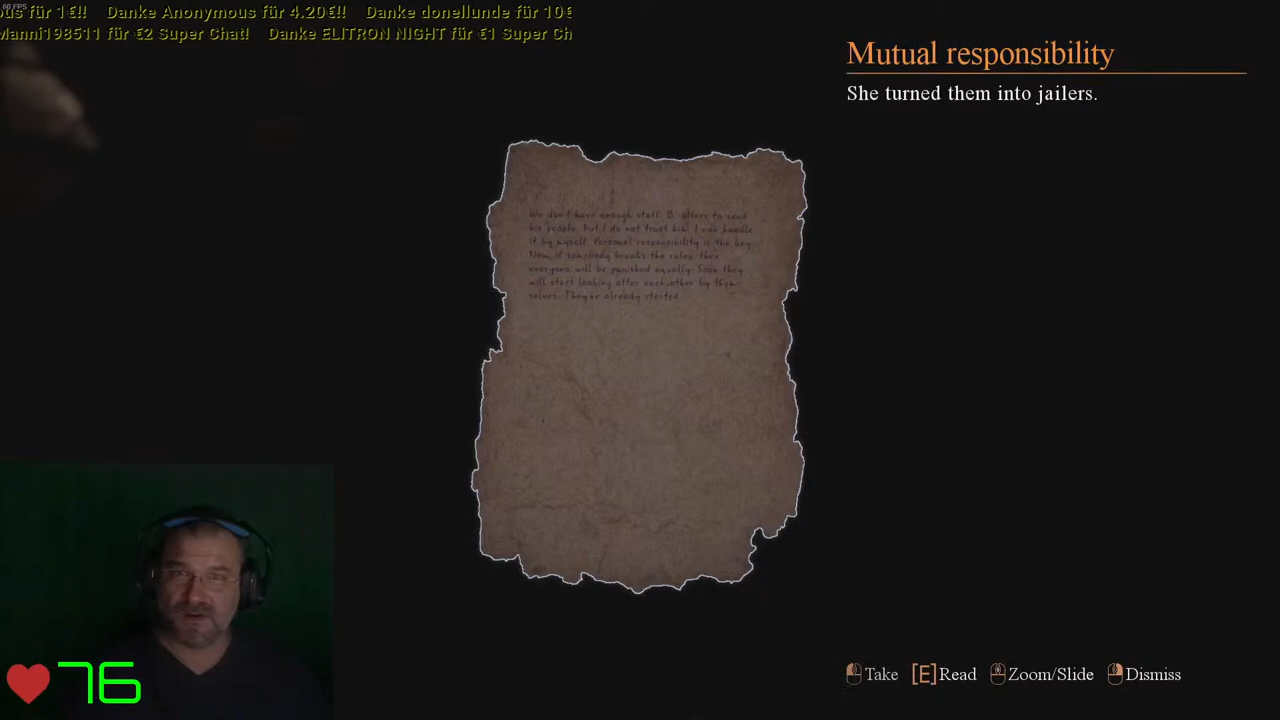 60 FPS
ous für 1€!! Danke Anonymous für 4.20€!! Danke donellunde für 10€
Manni198511 für €2 Super Chat! Danke ELITRON NIGHT für €1 Super Ch
Mutual responsibility
She turned them into jailers.
We don't have enough staff. B. offers to send
his people, but I do not trust him. I can handle
it by myself. Personal responsibility is the key.
Now, if somebody breaks the rules, then
everyone will be punished equally. Soon they
will start looking after eachother by them-
selves. They've already started.
Take [E]Read Zoom/Slide Dismiss
76